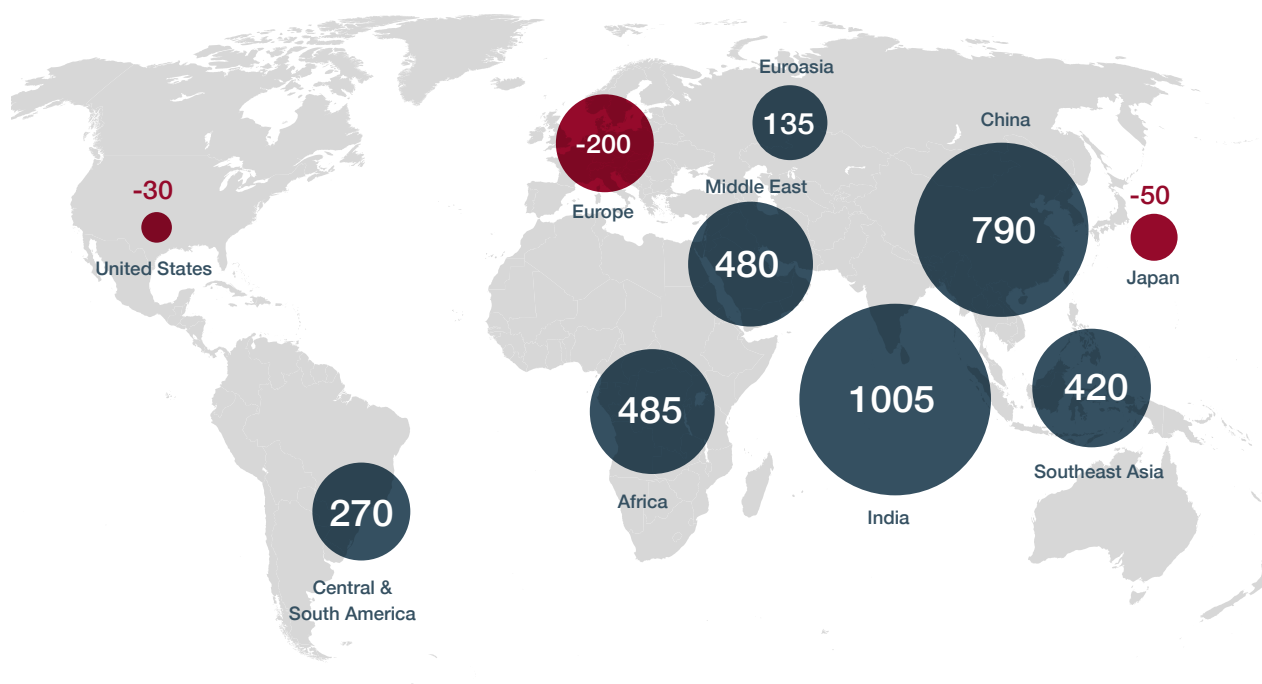 Euroasia
135
China
790
-200
Europe
Middle East
480
-30
United States
-50
Japan
1005
India
420
Southeast Asia
485
Africa
270
Central &
South America